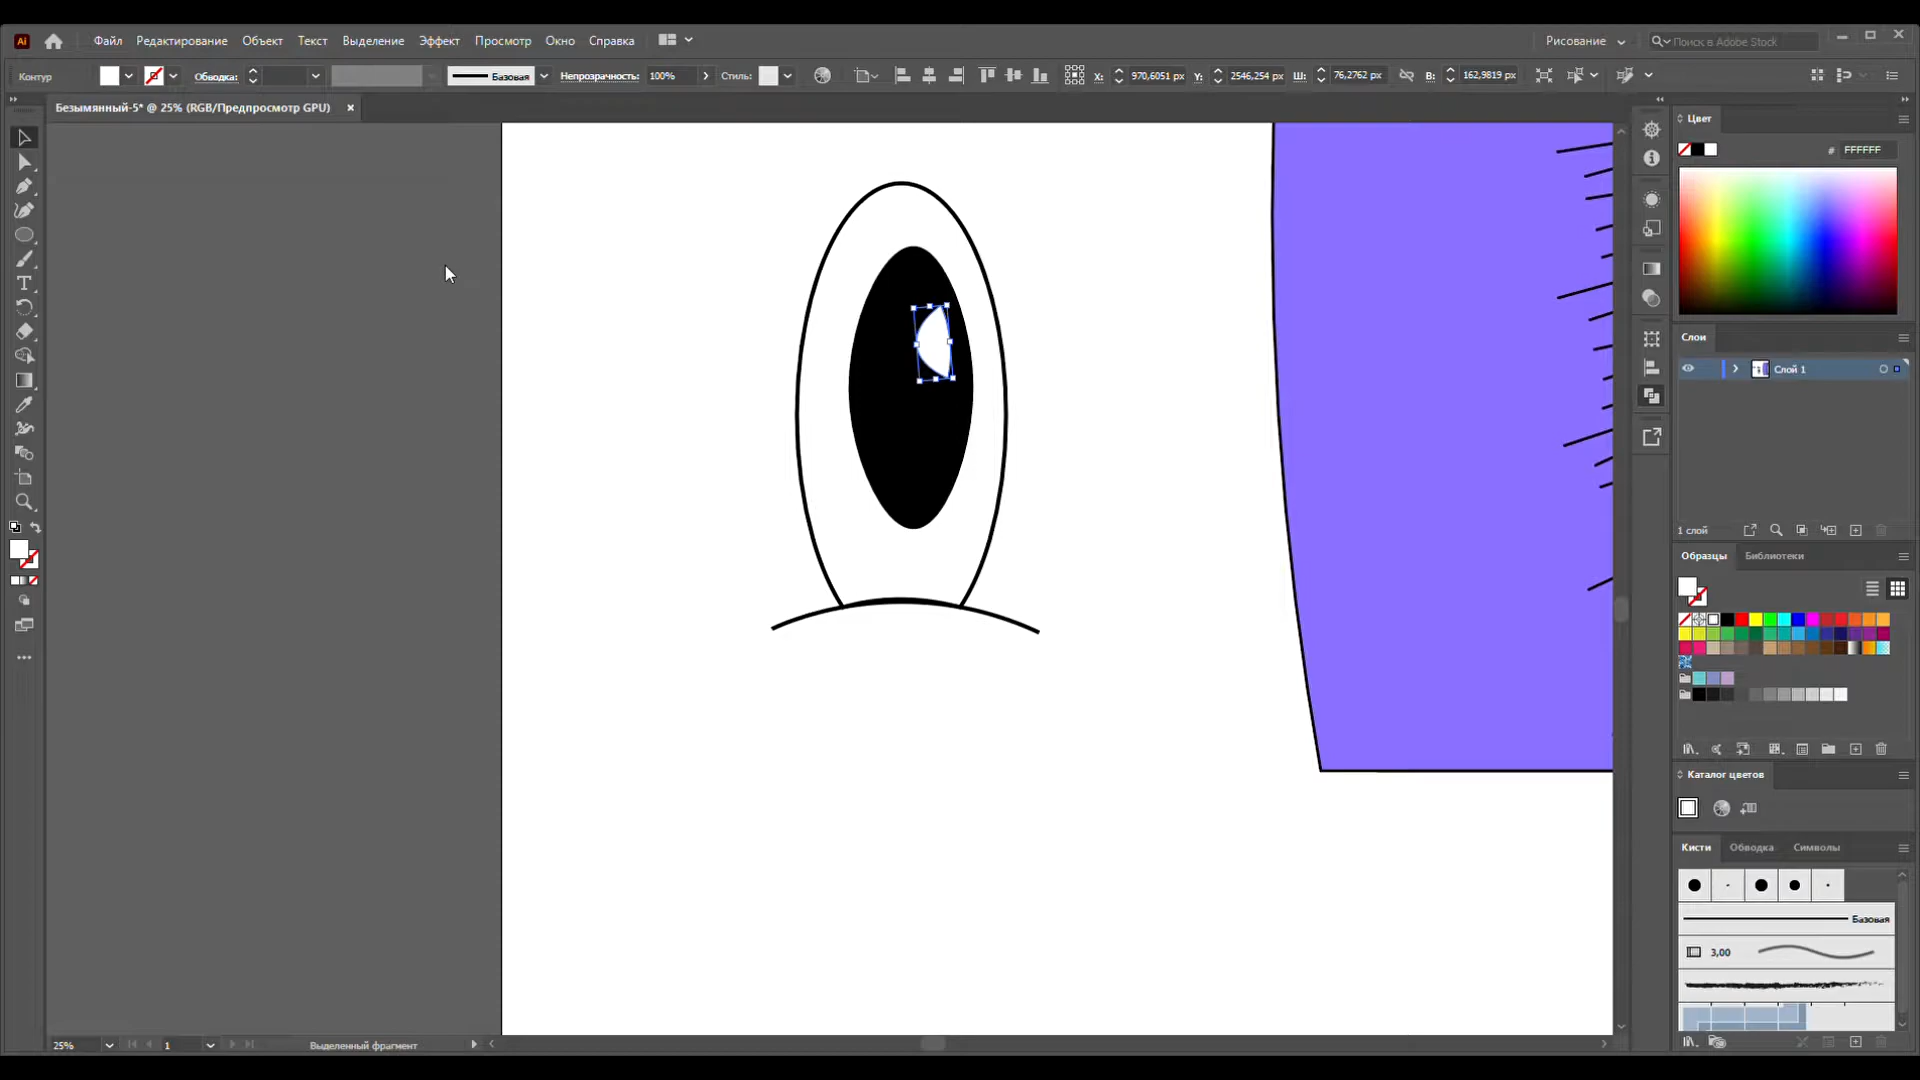 Ai Файл Редактирование Объект Текст Выделение Эффект Просмотр Окно Справка Рисование Поиск в Adobe Stock
Контур Обводка: Базовая Непрозрачность: 100% Стиль: X: 970,6051 px Y: 2546,254 px Ш: 76,2762 px В: 162,9819 px
Безымянный-5* @ 25% (RGB/Предпросмотр GPU) ×
Цвет
# FFFFFF
Слои
Слой 1
1 слой
Образцы Библиотеки
Каталог цветов
Кисти Обводка Символы
Базовая
3,00
25% 1 Выделенный фрагмент